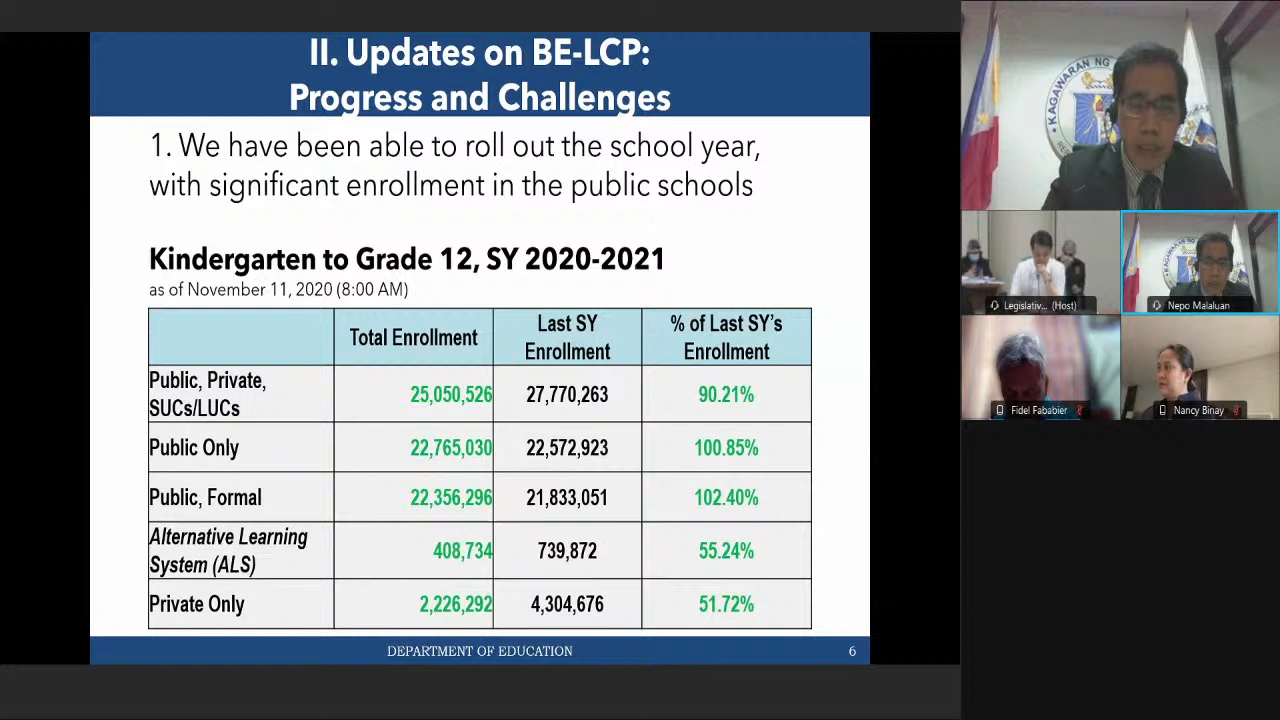 II. Updates on BE-LCP:
Progress and Challenges
1. We have been able to roll out the school year,
with significant enrollment in the public schools
Kindergarten to Grade 12, SY 2020-2021
as of November 11, 2020 (8:00 AM)
Total Enrollment
Last SY
Enrollment
% of Last SY's
Enrollment
Public, Private,
SUCs/LUCs
25,050,526
27,770,263
90.21%
Public Only
22,765,030
22,572,923
100.85%
Public, Formal
22,356,296
21,833,051
102.40%
Alternative Learning
System (ALS)
408,734
739,872
55.24%
Private Only
2,226,292
4,304,676
51.72%
DEPARTMENT OF EDUCATION
6
KAGAWARAN NG
Legislativ... (Host)
Nepo Malaluan
Fidel Fababier
Nancy Binay